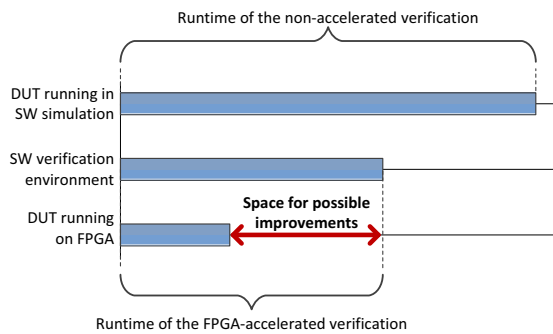 Runtime of the non-accelerated verification
DUT running in
SW simulation
SW verification
environment
Space for possible
improvements
DUT running
on FPGA
Runtime of the FPGA-accelerated verification